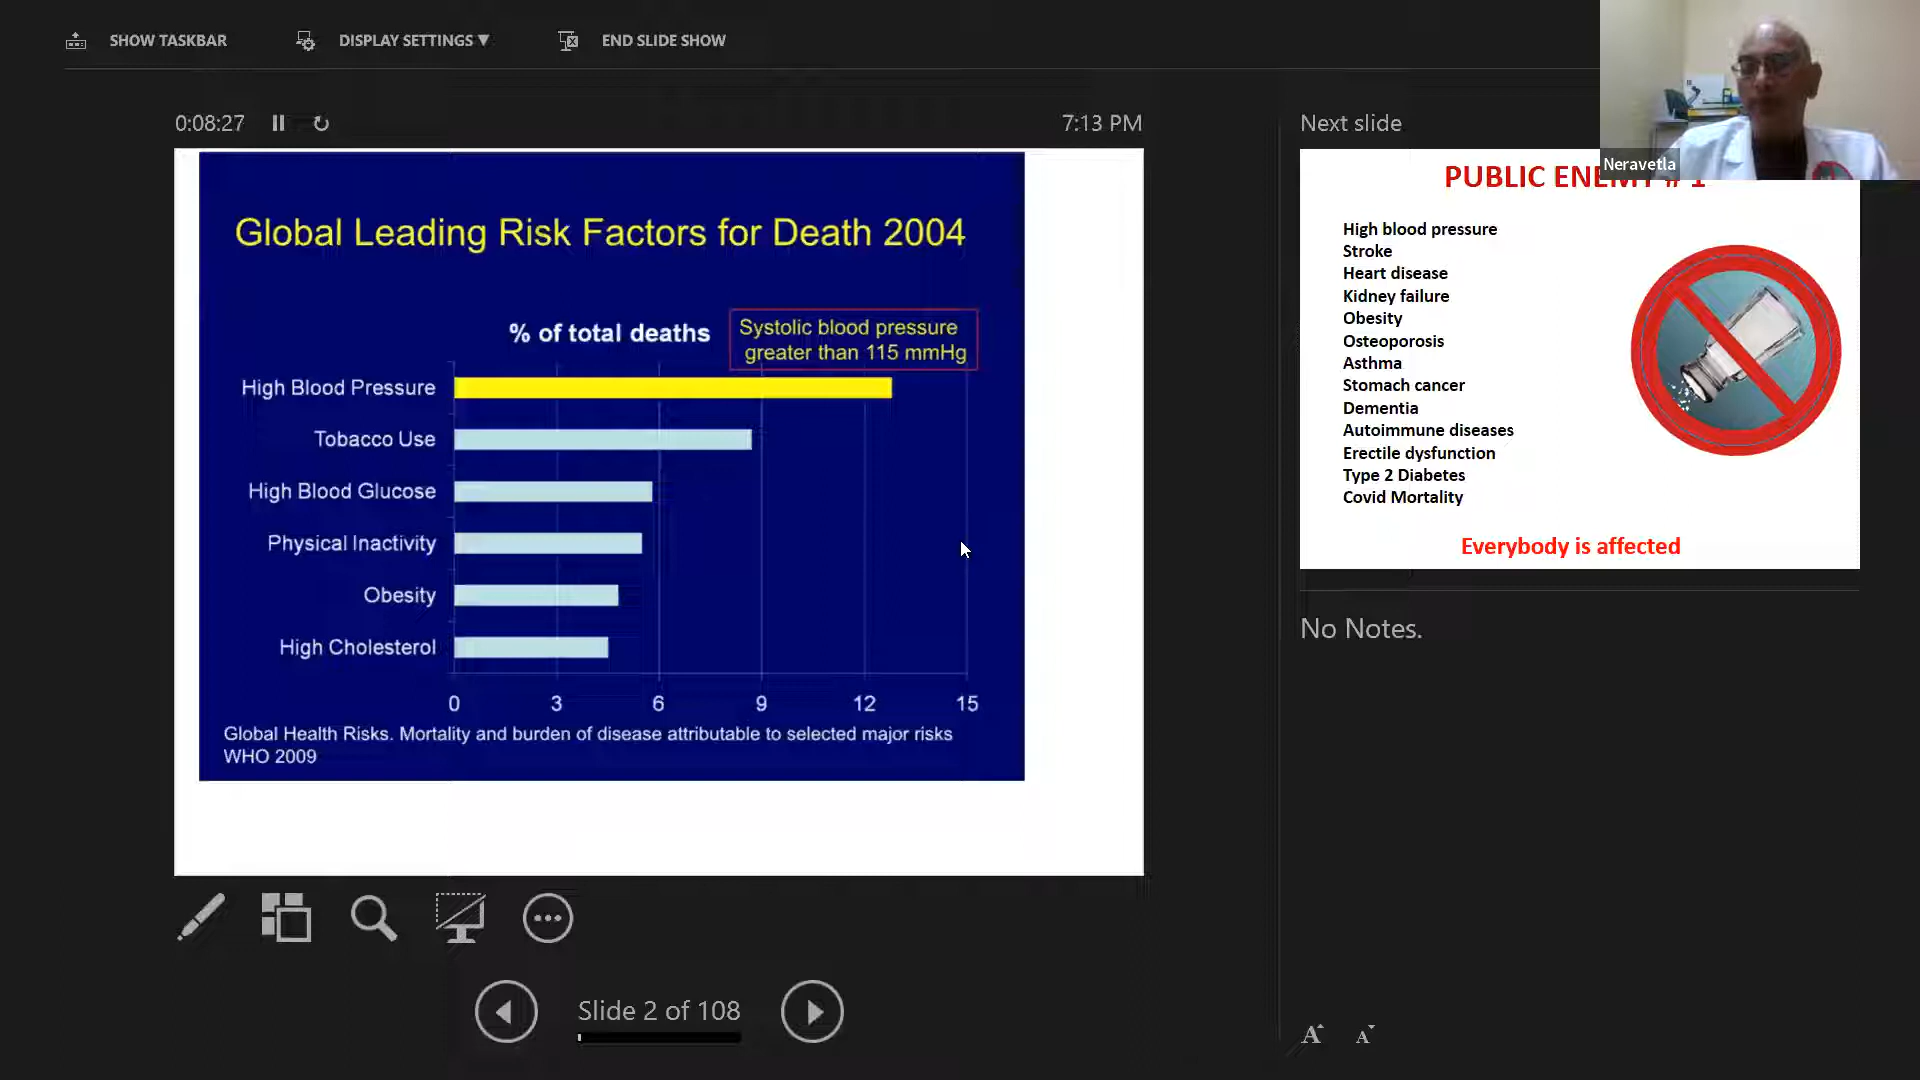 SHOW TASKBAR
DISPLAY SETTINGS ▼
END SLIDE SHOW
0:08:27
7:13 PM
Global Leading Risk Factors for Death 2004
% of total deaths
Systolic blood pressure
greater than 115 mmHg
High Blood Pressure
Tobacco Use
High Blood Glucose
Physical Inactivity
Obesity
High Cholesterol
0 3 6 9 12 15
Global Health Risks. Mortality and burden of disease attributable to selected major risks
WHO 2009
Slide 2 of 108
Next slide
Neravetla
PUBLIC ENEMY # 1
High blood pressure
Stroke
Heart disease
Kidney failure
Obesity
Osteoporosis
Asthma
Stomach cancer
Dementia
Autoimmune diseases
Erectile dysfunction
Type 2 Diabetes
Covid Mortality
Everybody is affected
No Notes.
A A